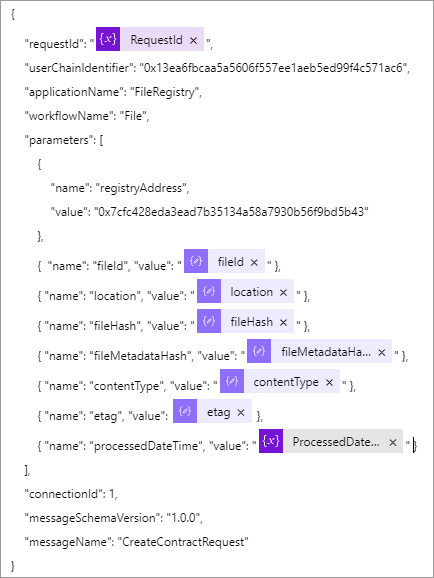 {
"requestId": " {x} RequestId × ",
"userChainIdentifier": "0x13ea6fbcaa5a5606f557ee1aeb5ed99f4c571ac6",
"applicationName": "FileRegistry",
"workflowName": "File",
"parameters": [
{
"name": "registryAddress",
"value": "0x7cfc428eda3ead7b35134a58a7930b56f9bd5b43"
},
{ "name": "fileId", "value": " fileId × " },
{ "name": "location", "value": " location × " },
{ "name": "fileHash", "value": " fileHash × " },
{ "name": "fileMetadataHash", "value": " fileMetadataHa... × " },
{ "name": "contentType", "value": " contentType × " },
{ "name": "etag", "value": etag × },
{ "name": "processedDateTime", "value": " {x} ProcessedDate... × " }
],
"connectionId": 1,
"messageSchemaVersion": "1.0.0",
"messageName": "CreateContractRequest"
}